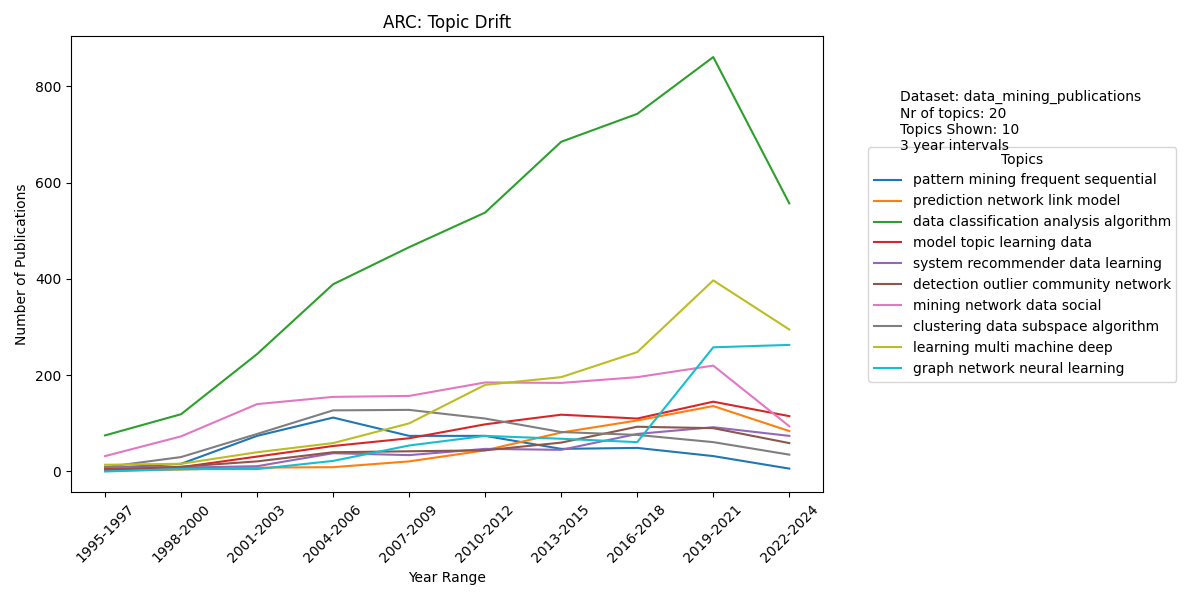 ARC: Topic Drift
Number of Publications
800
600
400
200
0
1995-1997
1998-2000
2001-2003
2004-2006
2007-2009
2010-2012
2013-2015
2016-2018
2019-2021
2022-2024
Year Range
Dataset: data_mining_publications
Nr of topics: 20
Topics Shown: 10
3 year intervals
Topics
pattern mining frequent sequential
prediction network link model
data classification analysis algorithm
model topic learning data
system recommender data learning
detection outlier community network
mining network data social
clustering data subspace algorithm
learning multi machine deep
graph network neural learning